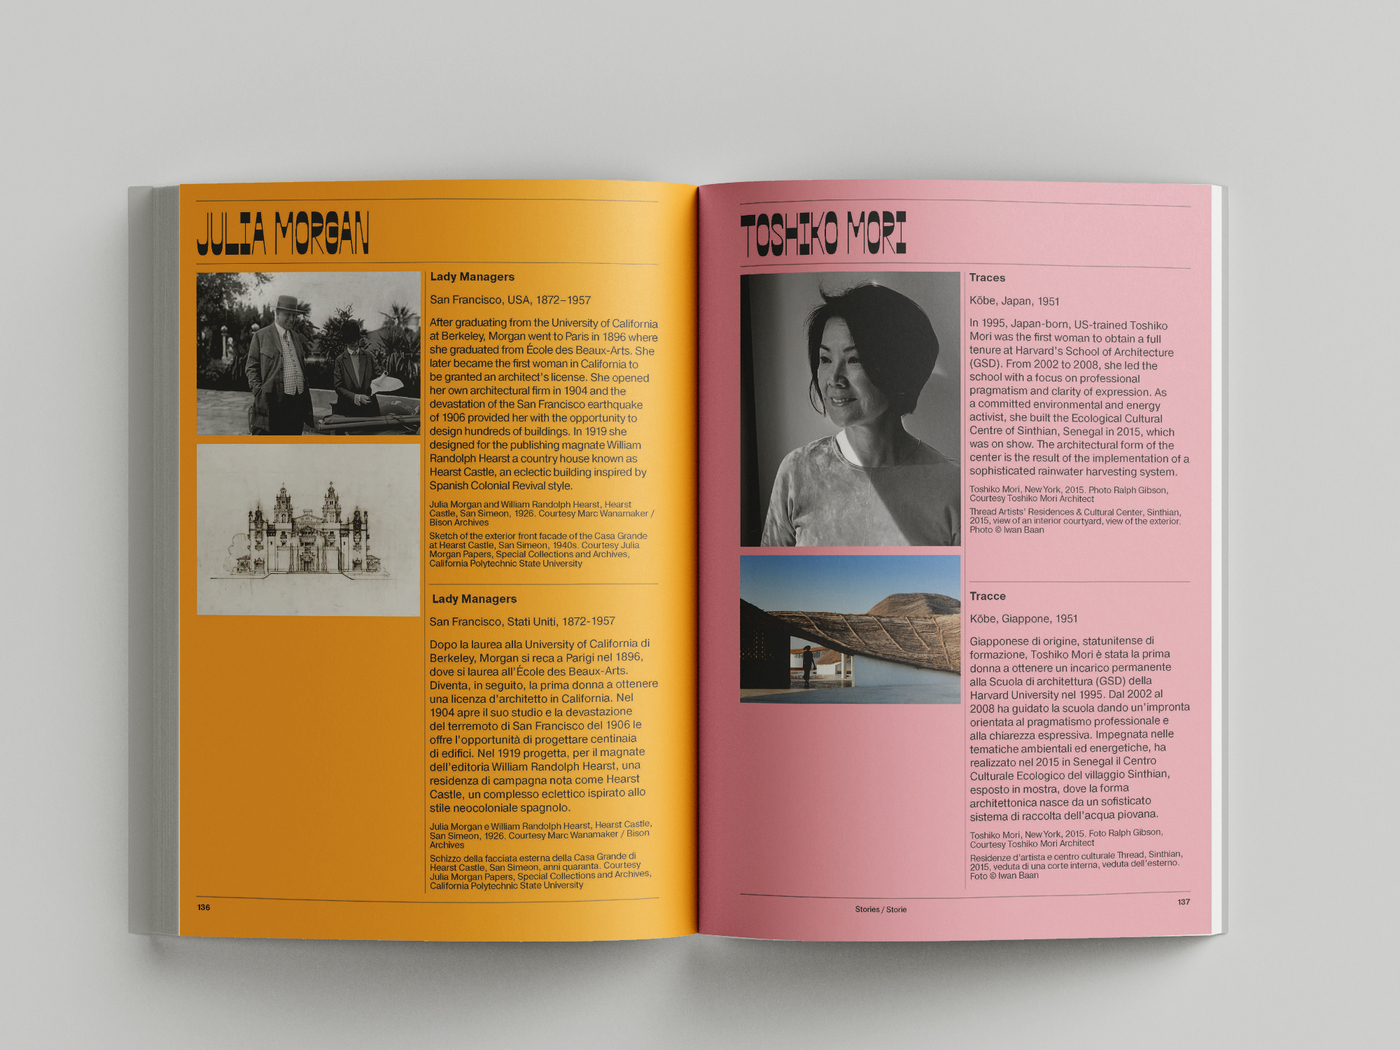 JULIA MORGAN
Lady Managers
San Francisco, USA, 1872–1957
After graduating from the University of California
at Berkeley, Morgan went to Paris in 1896 where
she graduated from École des Beaux-Arts. She
later became the first woman in California to
be granted an architect's license. She opened
her own architectural firm in 1904 and the
devastation of the San Francisco earthquake
of 1906 provided her with the opportunity to
design hundreds of buildings. In 1919 she
designed for the publishing magnate William
Randolph Hearst a country house known as
Hearst Castle, an eclectic building inspired by
Spanish Colonial Revival style.
Julia Morgan and William Randolph Hearst, Hearst
Castle, San Simeon, 1926. Courtesy Marc Wanamaker /
Bison Archives
Sketch of the exterior front facade of the Casa Grande
at Hearst Castle, San Simeon, 1940s. Courtesy Julia
Morgan Papers, Special Collections and Archives,
California Polytechnic State University
Lady Managers
San Francisco, Stati Uniti, 1872-1957
Dopo la laurea alla University of California di
Berkeley, Morgan si reca a Parigi nel 1896,
dove si laurea all'École des Beaux-Arts.
Diventa, in seguito, la prima donna a ottenere
una licenza d'architetto in California. Nel
1904 apre il suo studio e la devastazione
del terremoto di San Francisco del 1906 le
offre l'opportunità di progettare centinaia
di edifici. Nel 1919 progetta, per il magnate
dell'editoria William Randolph Hearst, una
residenza di campagna nota come Hearst
Castle, un complesso eclettico ispirato allo
stile neocoloniale spagnolo.
Julia Morgan e William Randolph Hearst, Hearst Castle,
San Simeon, 1926. Courtesy Marc Wanamaker / Bison
Archives
Schizzo della facciata esterna della Casa Grande di
Hearst Castle, San Simeon, anni quaranta. Courtesy
Julia Morgan Papers, Special Collections and Archives,
California Polytechnic State University
136
TOSHIKO MORI
Traces
Kōbe, Japan, 1951
In 1995, Japan-born, US-trained Toshiko
Mori was the first woman to obtain a full
tenure at Harvard's School of Architecture
(GSD). From 2002 to 2008, she led the
school with a focus on professional
pragmatism and clarity of expression. As
a committed environmental and energy
activist, she built the Ecological Cultural
Centre of Sinthian, Senegal in 2015, which
was on show. The architectural form of the
center is the result of the implementation of a
sophisticated rainwater harvesting system.
Toshiko Mori, New York, 2015. Photo Ralph Gibson,
Courtesy Toshiko Mori Architect
Thread Artists' Residences & Cultural Center, Sinthian,
2015, view of an interior courtyard, view of the exterior.
Photo © Iwan Baan
Tracce
Kōbe, Giappone, 1951
Giapponese di origine, statunitense di
formazione, Toshiko Mori è stata la prima
donna a ottenere un incarico permanente
alla Scuola di architettura (GSD) della
Harvard University nel 1995. Dal 2002 al
2008 ha guidato la scuola dando un'impronta
orientata al pragmatismo professionale e
alla chiarezza espressiva. Impegnata nelle
tematiche ambientali ed energetiche, ha
realizzato nel 2015 in Senegal il Centro
Culturale Ecologico del villaggio Sinthian,
esposto in mostra, dove la forma
architettonica nasce da un sofisticato
sistema di raccolta dell'acqua piovana.
Toshiko Mori, New York, 2015. Foto Ralph Gibson,
Courtesy Toshiko Mori Architect
Residenze d'artista e centro culturale Thread, Sinthian,
2015, veduta di una corte interna, veduta dell'esterno.
Foto © Iwan Baan
Stories / Storie
137